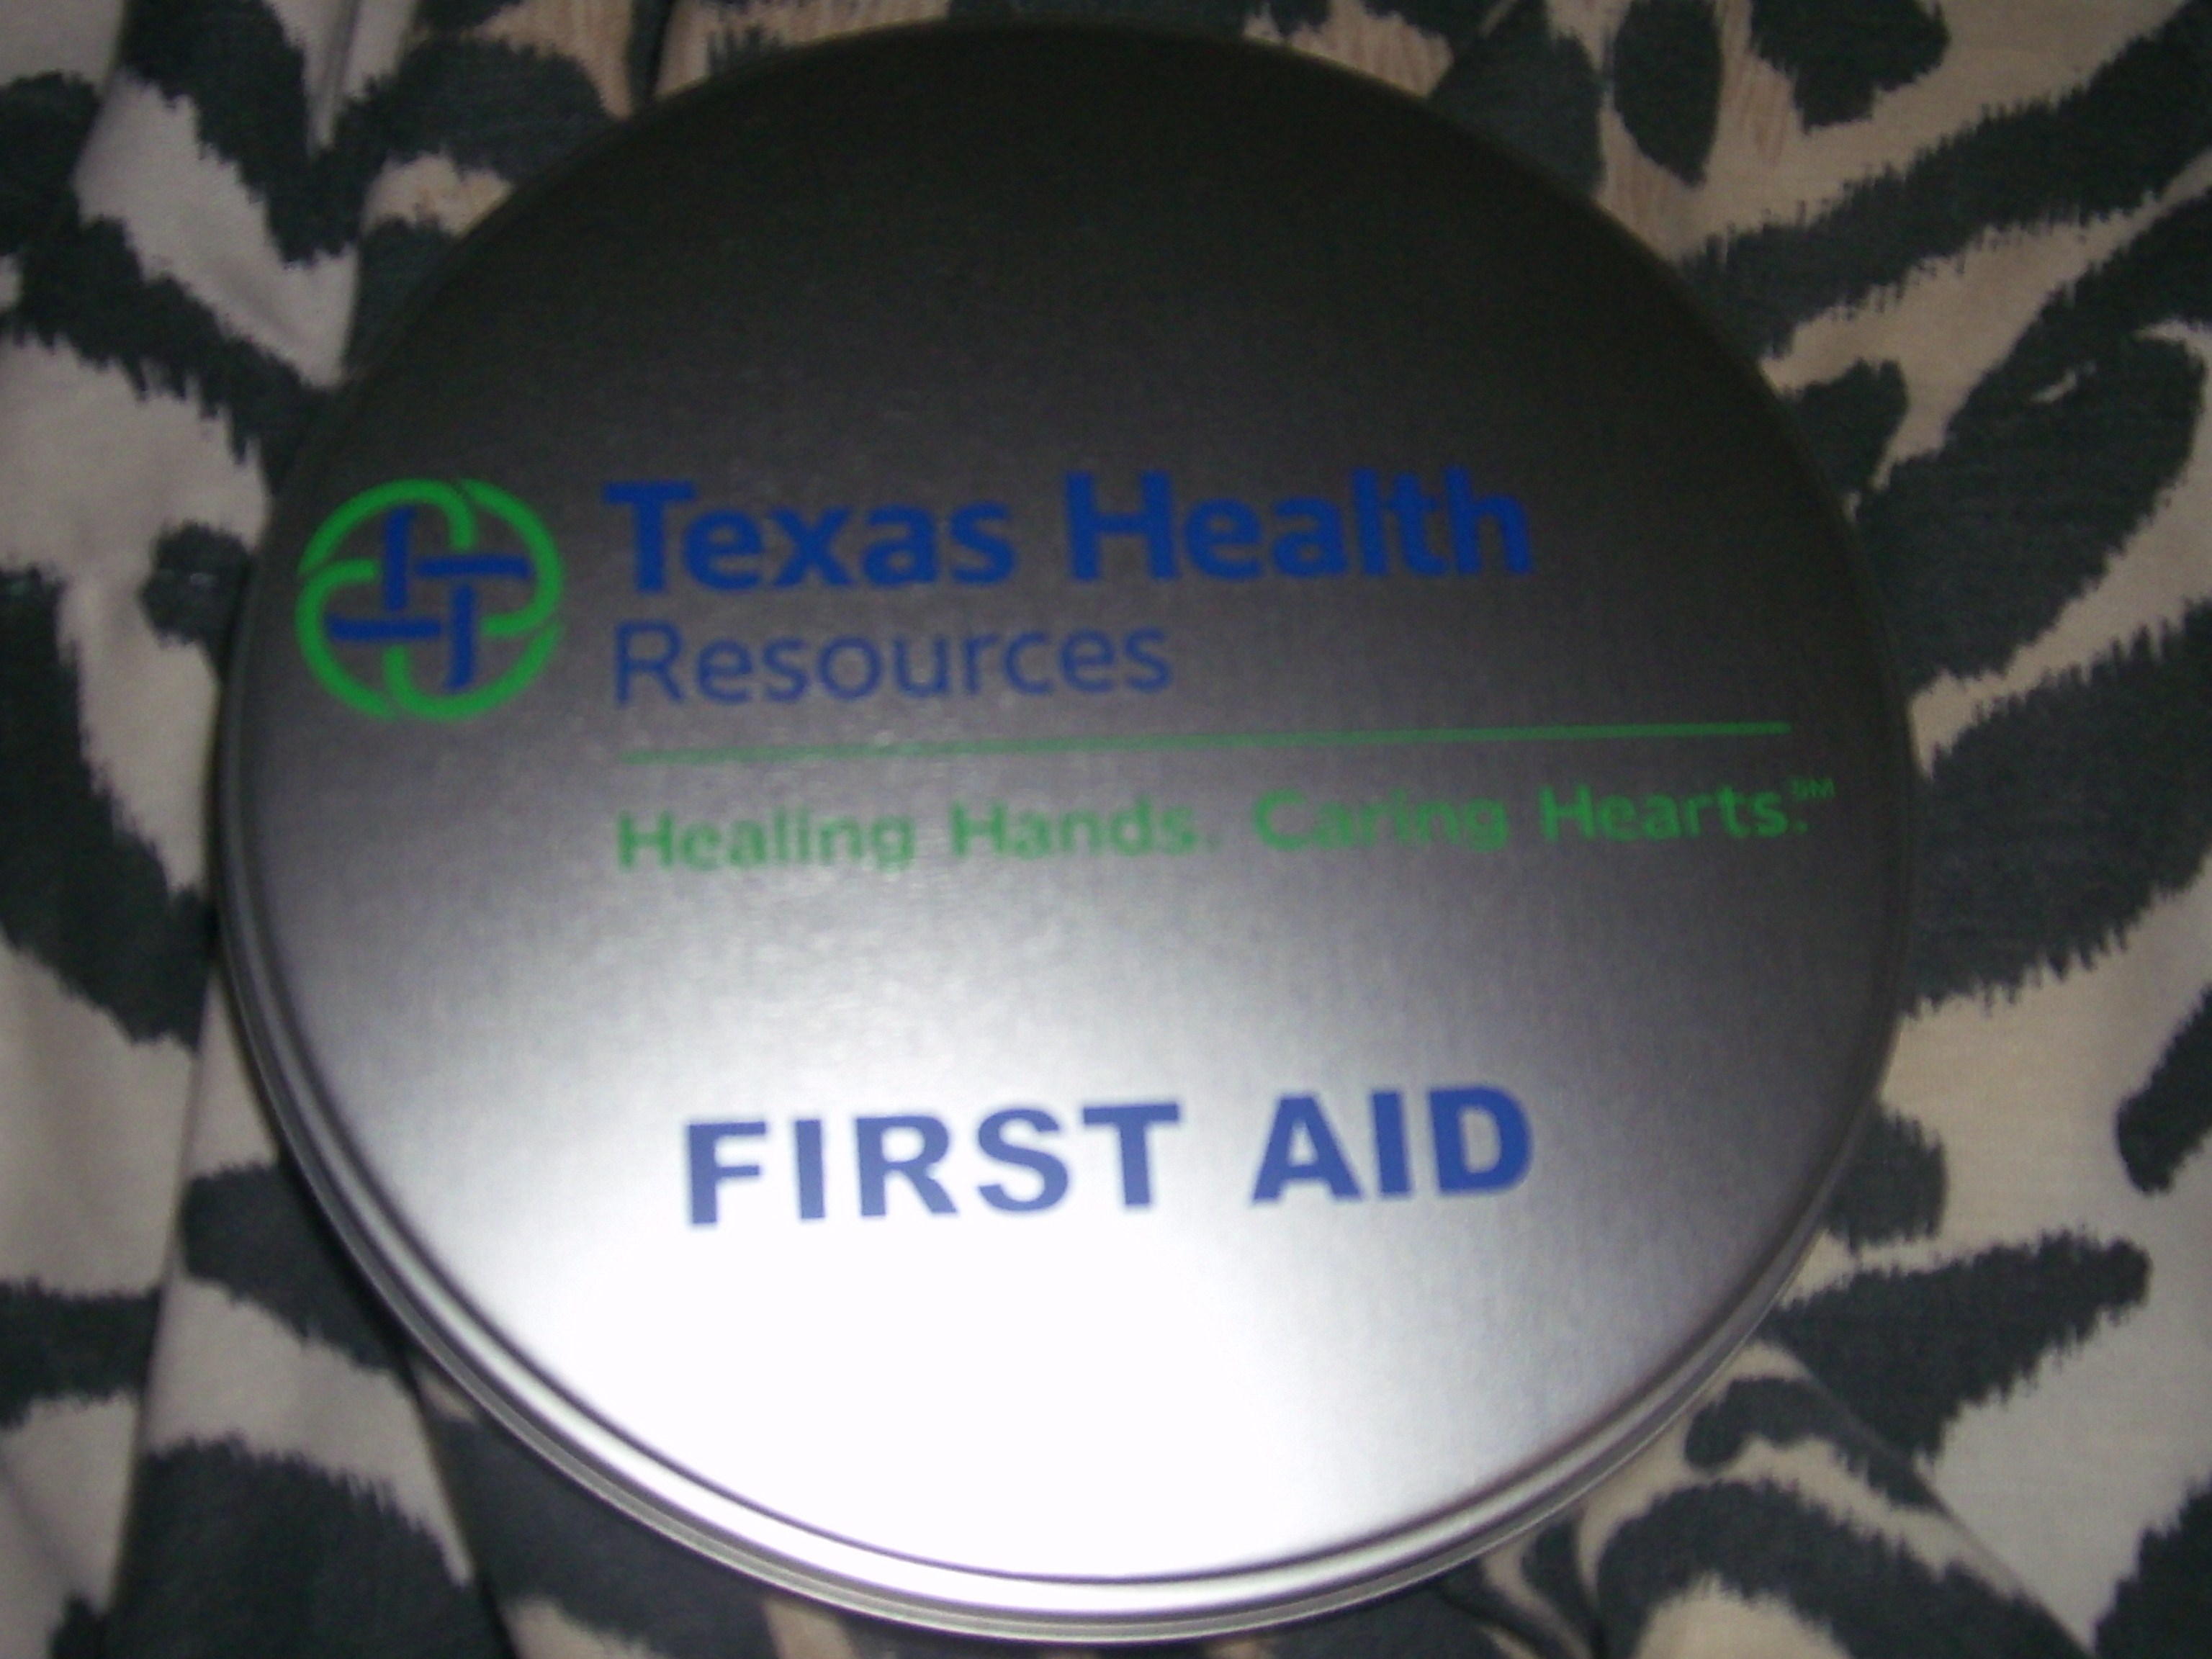 Texas Health
Resources
Healing Hands. Caring Hearts.℠
FIRST AID